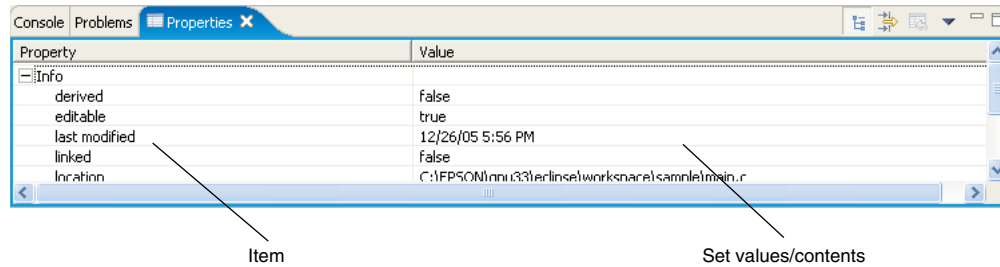 Console Problems Properties
Property Value
Info
derived false
editable true
last modified 12/26/05 5:56 PM
linked false
location C:\EPSON\gnu33\eclipse\workspace\sample\main.c
Item Set values/contents